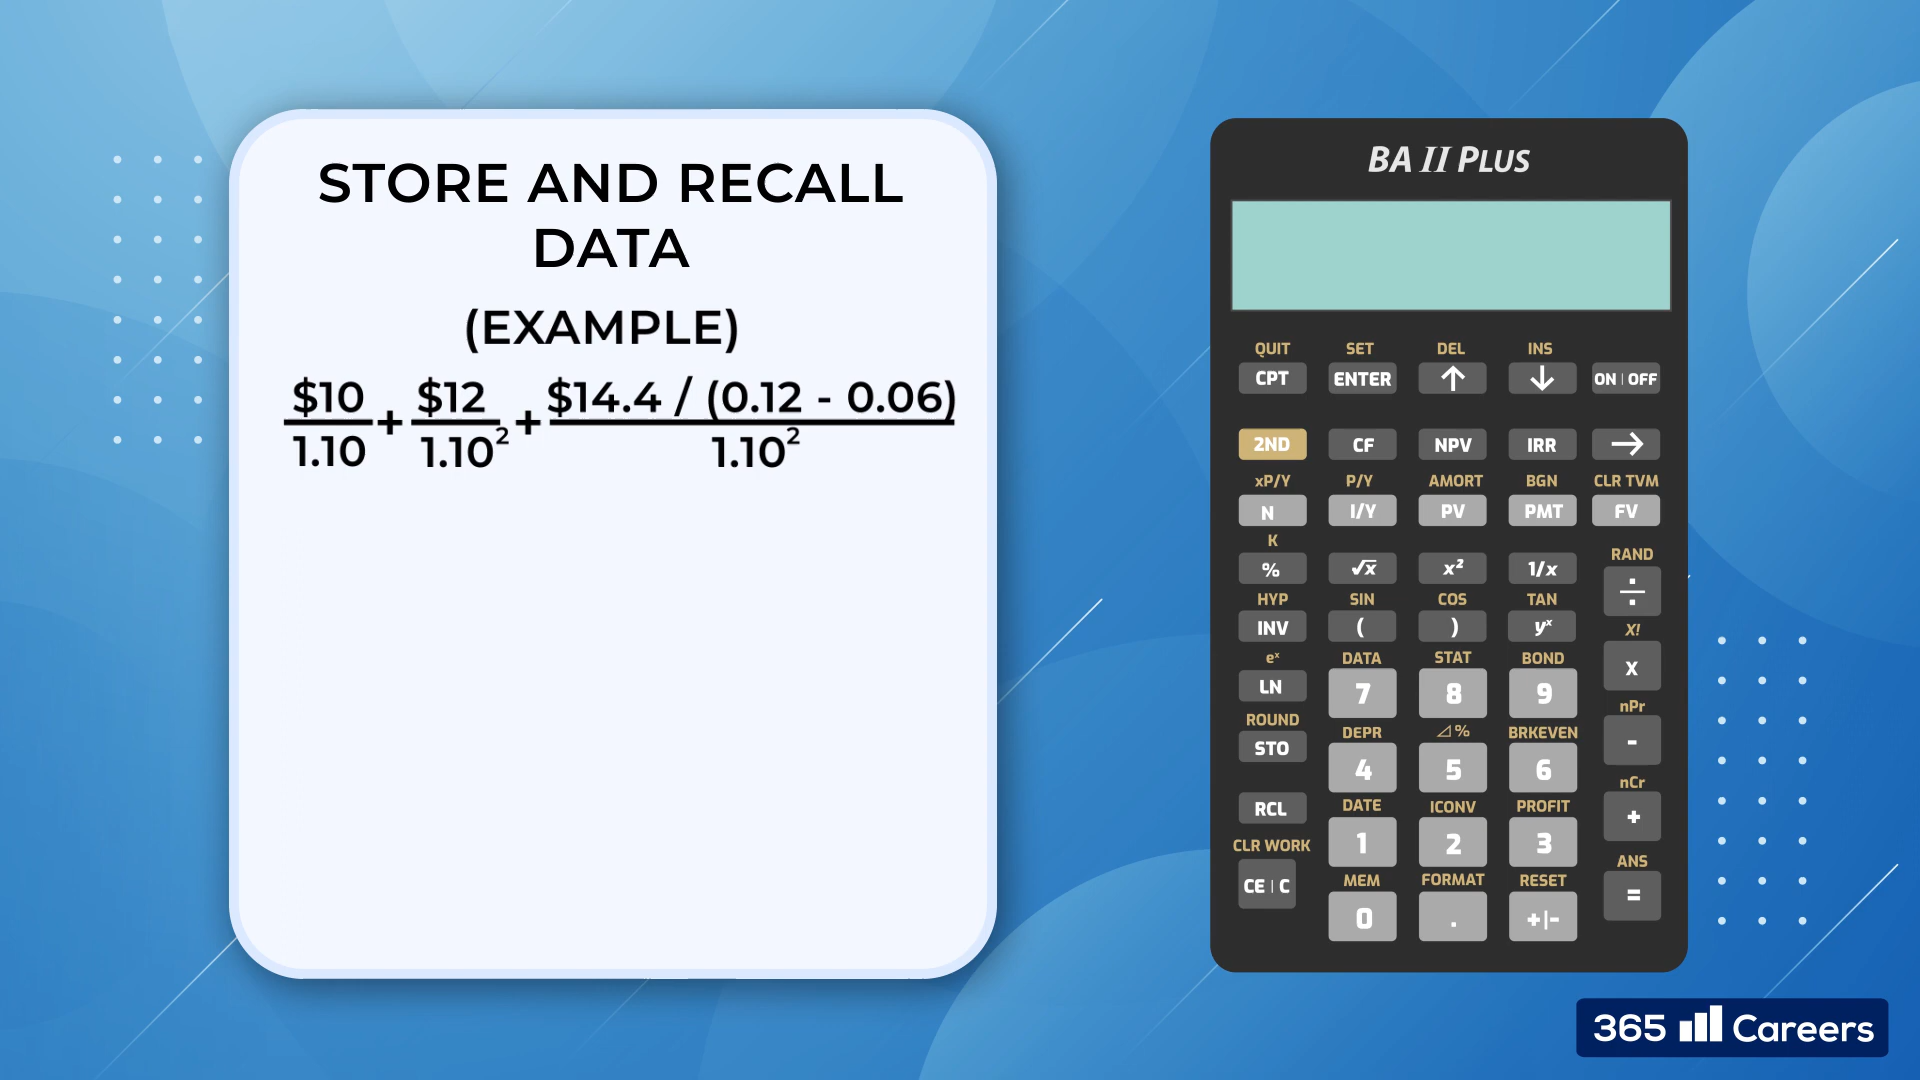 STORE AND RECALL
DATA
(EXAMPLE)
$10/1.10 + $12/1.10² + $14.4 / (0.12 - 0.06)/1.10²
BA II PLUS
QUIT SET DEL INS
CPT ENTER ↑ ↓ ON | OFF
2ND CF NPV IRR →
xP/Y P/Y AMORT BGN CLR TVM
N I/Y PV PMT FV
K RAND
% √x x² 1/x ÷
HYP SIN COS TAN X!
INV ( ) yˣ x
eˣ DATA STAT BOND
LN 7 8 9
ROUND DEPR ⊿% BRKEVEN nPr
STO 4 5 6 -
RCL DATE ICONV PROFIT nCr
1 2 3 +
CLR WORK MEM FORMAT RESET ANS
CE | C 0 . +|- =
365 Careers